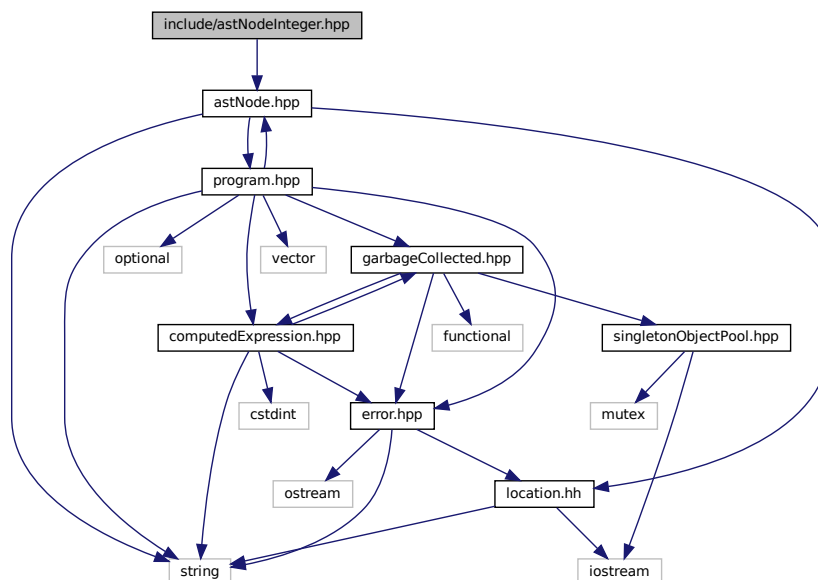 include/astNodeInteger.hpp
astNode.hpp
program.hpp
optional
vector
garbageCollected.hpp
computedExpression.hpp
functional
singletonObjectPool.hpp
cstdint
error.hpp
mutex
ostream
location.hh
string
iostream